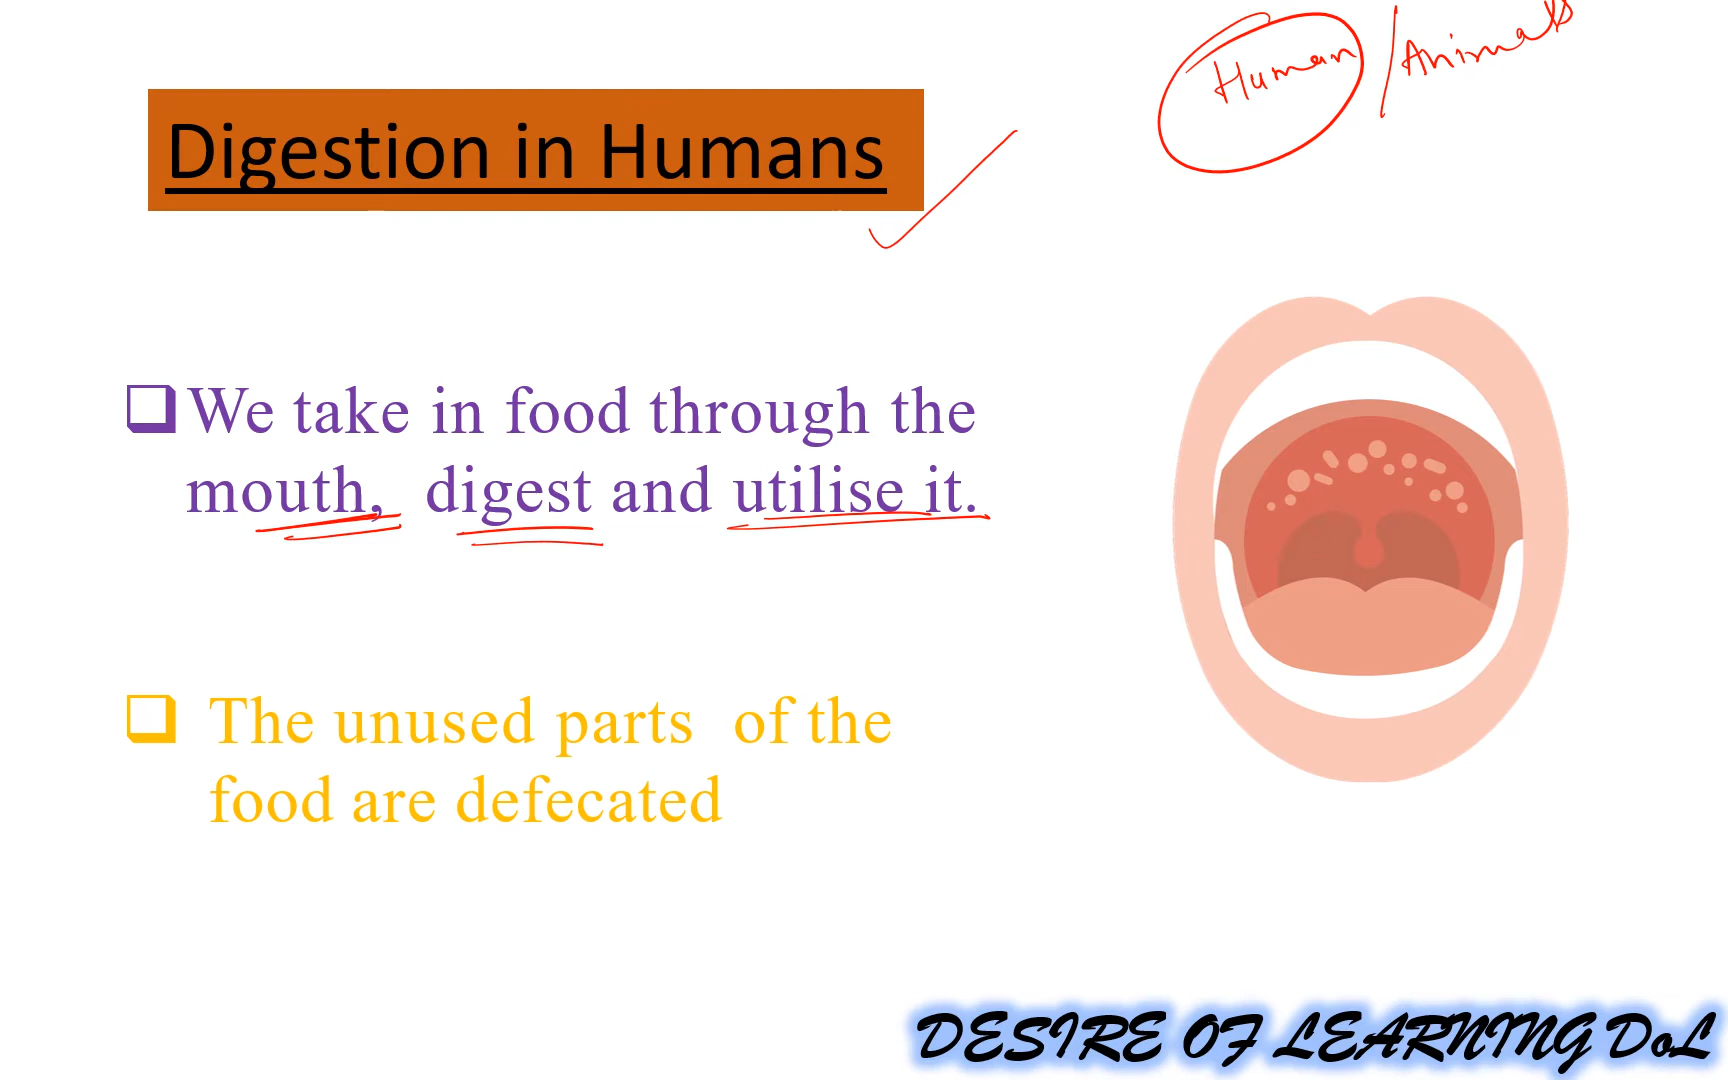 Human / Animals
Digestion in Humans
We take in food through the
mouth, digest and utilise it.
The unused parts of the
food are defecated
DESIRE OF LEARNING DoL